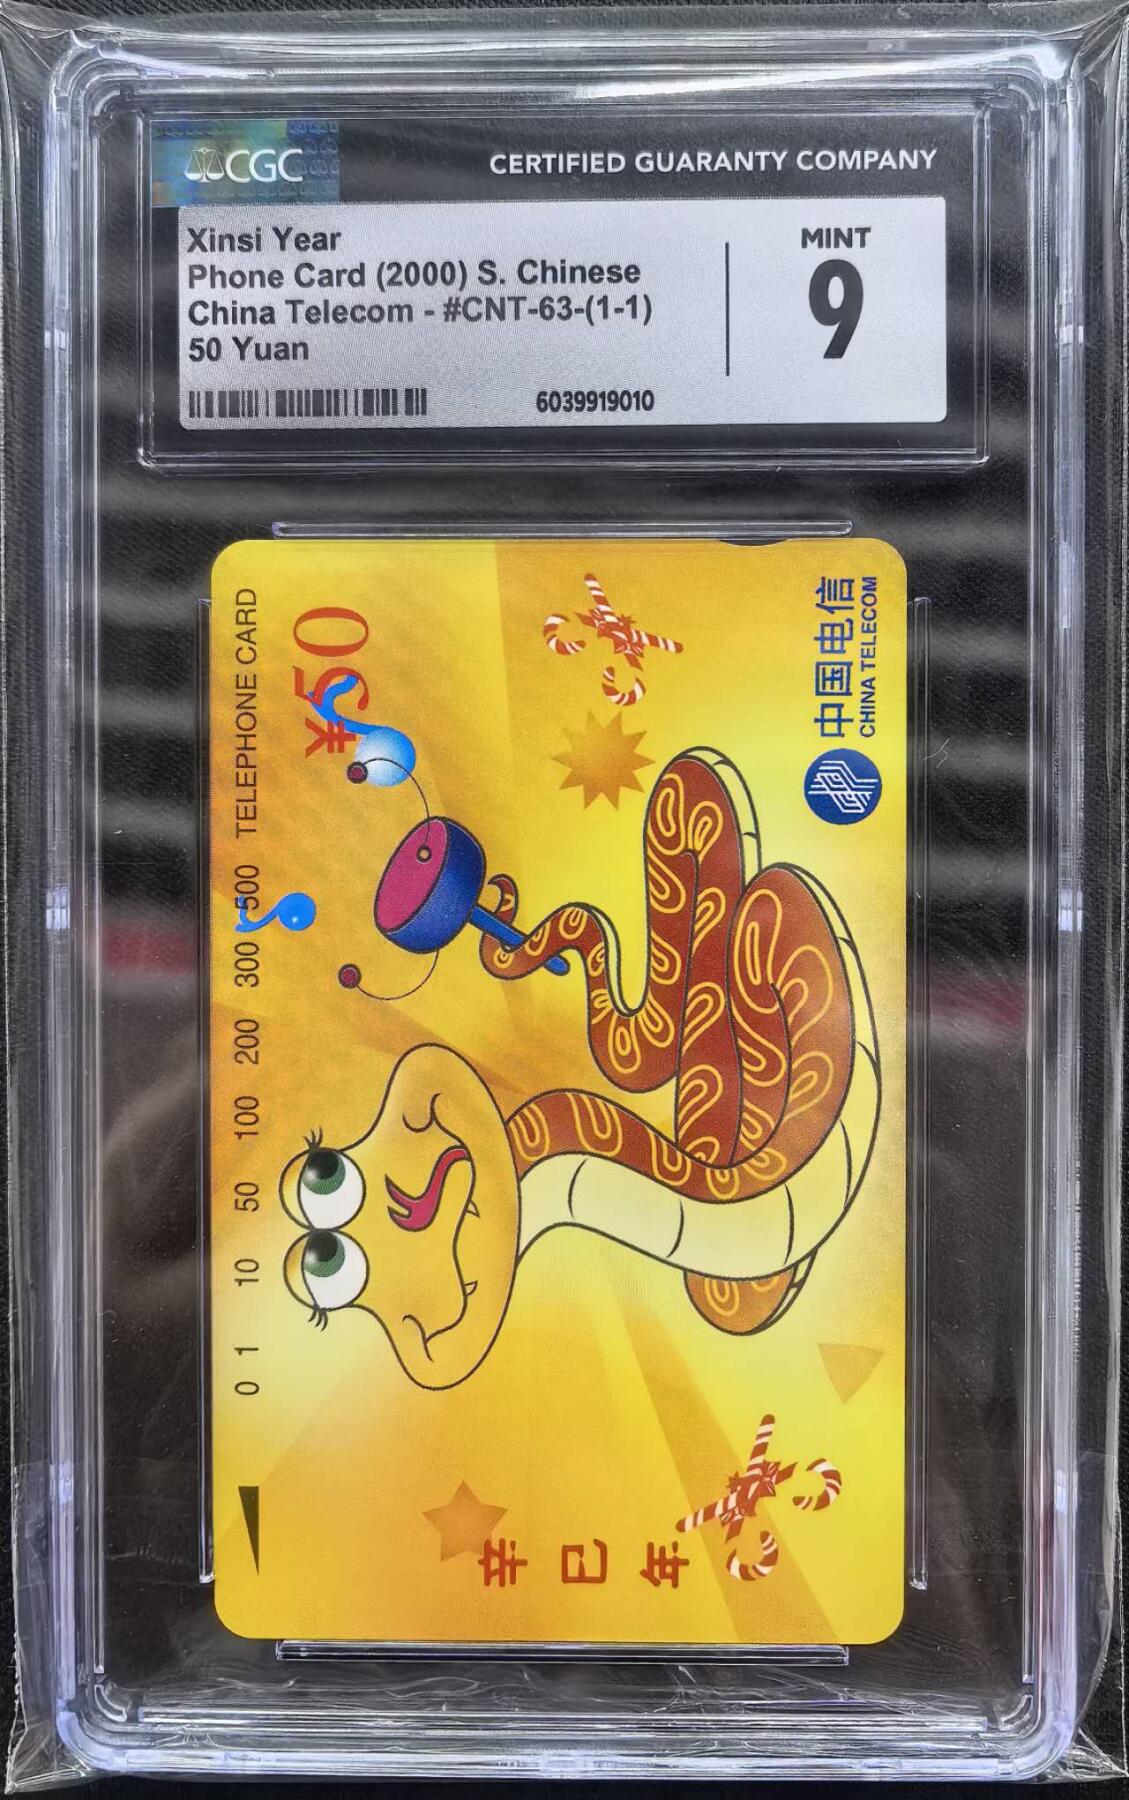 CGC
CERTIFIED GUARANTY COMPANY
Xinsi Year
Phone Card (2000) S. Chinese
China Telecom - #CNT-63-(1-1)
50 Yuan
MINT
9
6039919010
中国电信
CHINA TELECOM
¥50
0 1 10 50 100 200 300 500 TELEPHONE CARD
辛巳年